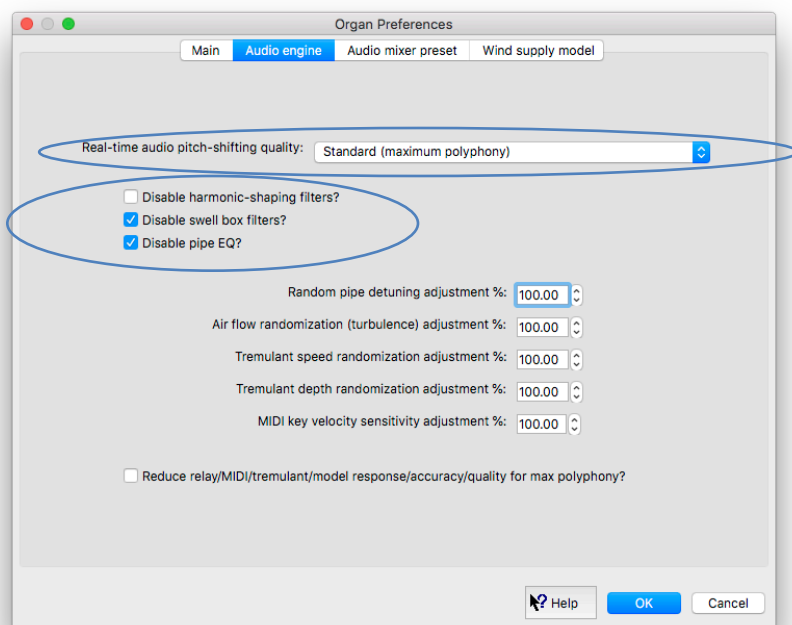 Organ Preferences
Main Audio engine Audio mixer preset Wind supply model
Real-time audio pitch-shifting quality: Standard (maximum polyphony)
Disable harmonic-shaping filters?
Disable swell box filters?
Disable pipe EQ?
Random pipe detuning adjustment %: 100.00
Air flow randomization (turbulence) adjustment %: 100.00
Tremulant speed randomization adjustment %: 100.00
Tremulant depth randomization adjustment %: 100.00
MIDI key velocity sensitivity adjustment %: 100.00
Reduce relay/MIDI/tremulant/model response/accuracy/quality for max polyphony?
? Help OK Cancel